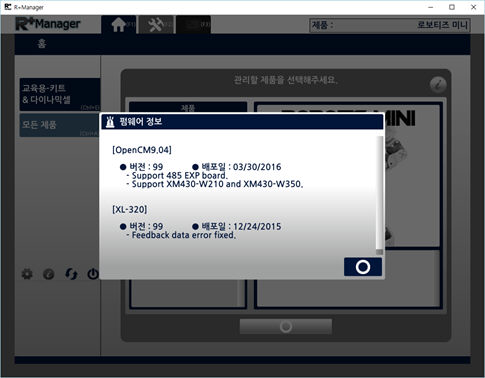 R+Manager
R+Manager
(F1)
(F2)
(F3)
제품 : 로보티즈 미니
홈
교육용-키트
& 다이나믹셀
(Ctrl+E)
모든 제품
(Ctrl+A)
관리할 제품을 선택해주세요.
제품
MINI
펌웨어 정보
[OpenCM9.04]
● 버전 : 99 ● 배포일 : 03/30/2016
- Support 485 EXP board.
- Support XM430-W210 and XM430-W350.
[XL-320]
● 버전 : 99 ● 배포일 : 12/24/2015
- Feedback data error fixed.